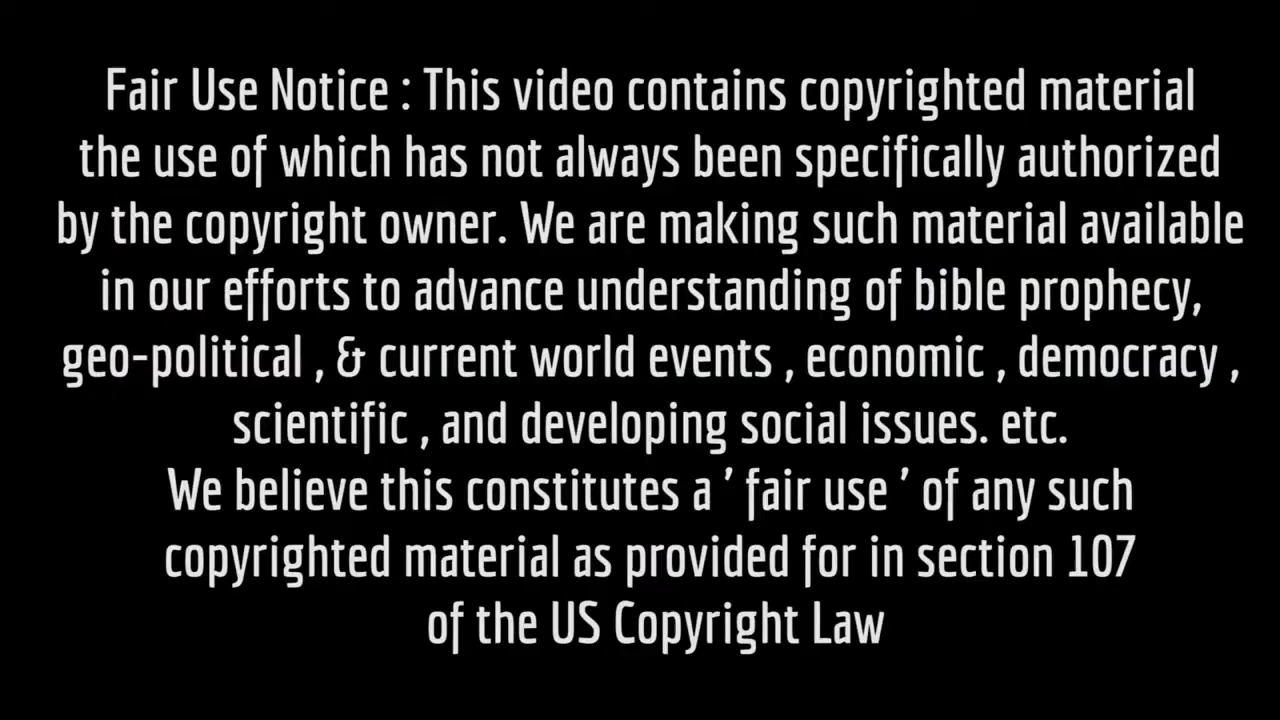 Fair Use Notice : This video contains copyrighted material
the use of which has not always been specifically authorized
by the copyright owner. We are making such material available
in our efforts to advance understanding of bible prophecy,
geo-political , & current world events , economic , democracy ,
scientific , and developing social issues. etc.
We believe this constitutes a ' fair use ' of any such
copyrighted material as provided for in section 107
of the US Copyright Law